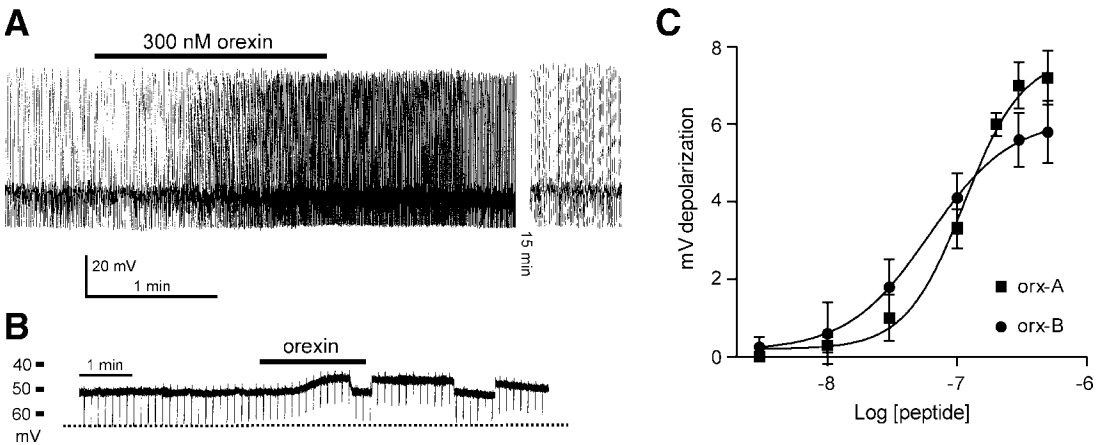 A
300 nM orexin
15 min
20 mV
1 min
B
orexin
1 min
40
50
60
mV
C
8
6
4
2
0
mV depolarization
orx-A
orx-B
-8
-7
-6
Log [peptide]